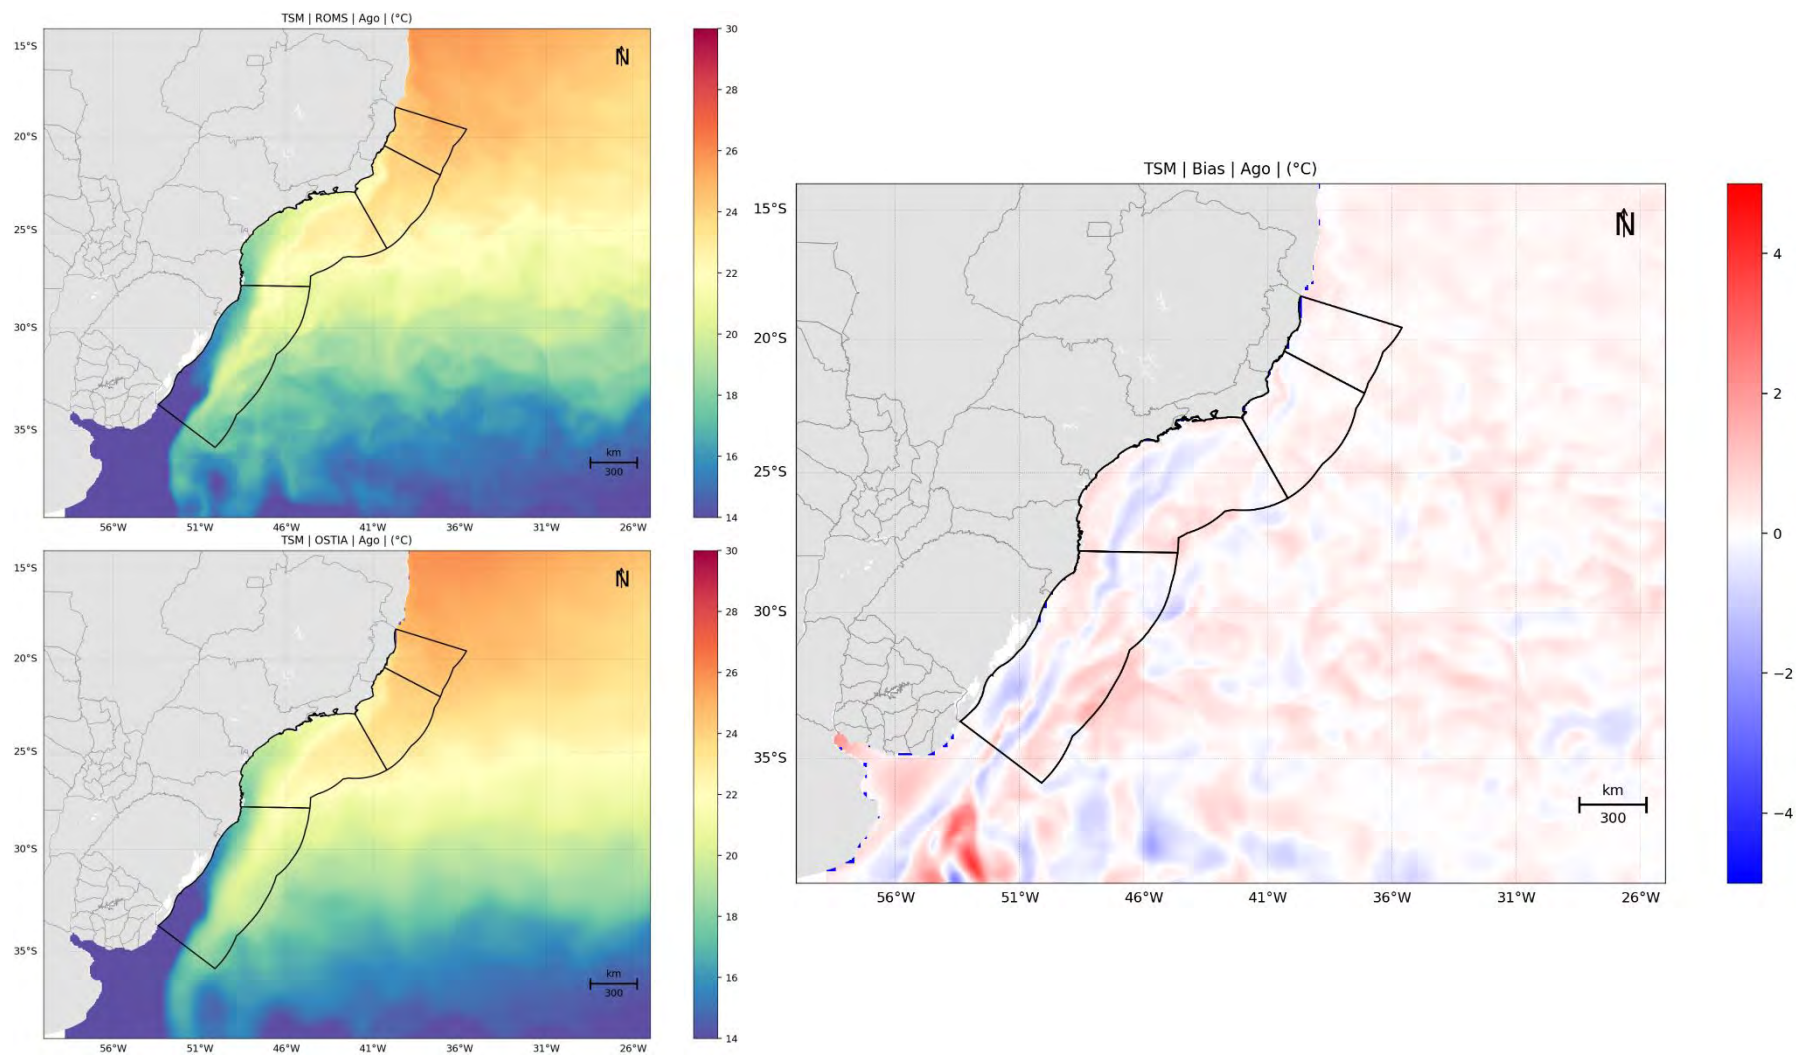 TSM | ROMS | Ago | (°C)
15°S
20°S
25°S
30°S
35°S
N
km
300
56°W 51°W 46°W 41°W 36°W 31°W 26°W
30
28
26
24
22
20
18
16
14
TSM | OSTIA | Ago | (°C)
15°S
20°S
25°S
30°S
35°S
N
km
300
56°W 51°W 46°W 41°W 36°W 31°W 26°W
30
28
26
24
22
20
18
16
14
TSM | Bias | Ago | (°C)
15°S
20°S
25°S
30°S
35°S
N
km
300
56°W 51°W 46°W 41°W 36°W 31°W 26°W
4
2
0
−2
−4